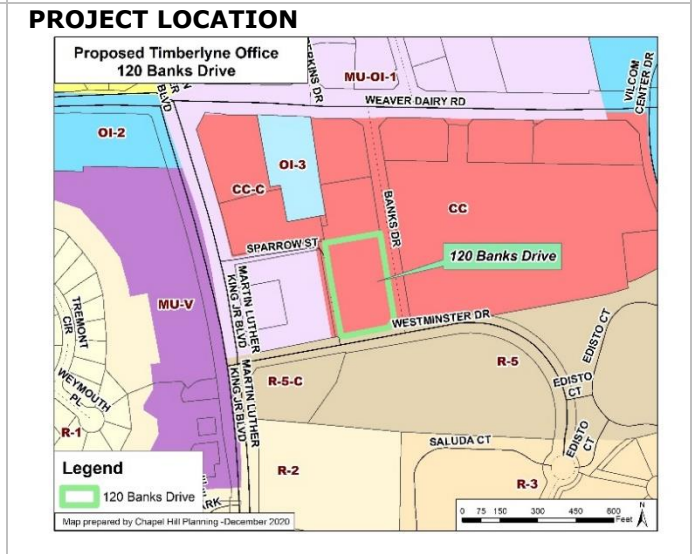 PROJECT LOCATION
Proposed Timberlyne Office
120 Banks Drive
MU-OI-1
WEAVER DAIRY RD
VILCOM
CENTER DR
BLVD
OI-2
OI-3
CC-C
CC
BANKS DR
SPARROW ST
120 Banks Drive
MU-V
MARTIN LUTHER
KING JR BLVD
WESTMINSTER DR
TREMONT
CIR
WEYMOUTH
PL
R-1
MARTIN LUTHER
KING JR BLVD
R-5-C
R-5
EDISTO CT
EDISTO
CT
EDISTO
CT
SALUDA CT
R-2
R-3
Legend
120 Banks Drive
0 75 150 300 450 600
Feet
N
Map prepared by Chapel Hill Planning -December 2020